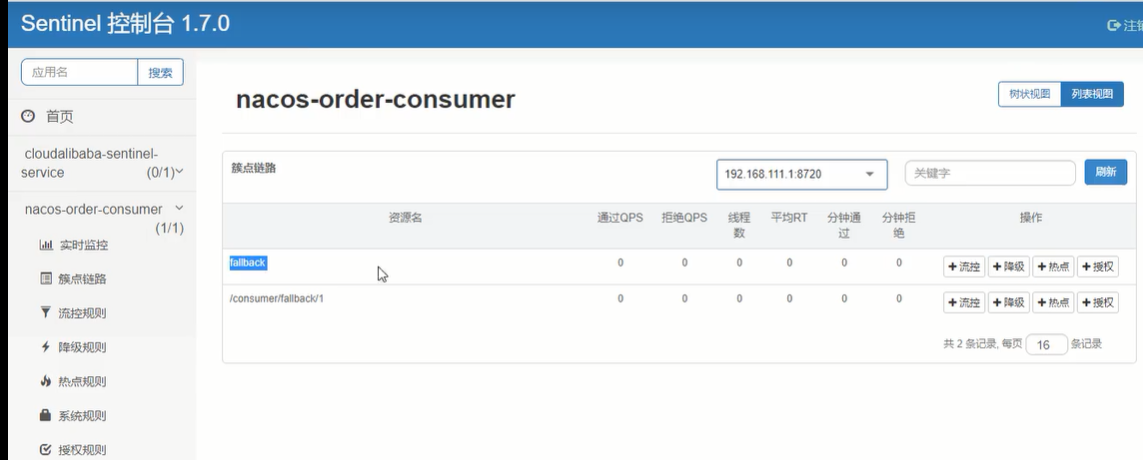 Sentinel 控制台 1.7.0
注销
应用名
搜索
首页
cloudalibaba-sentinel-
service
(0/1)
nacos-order-consumer
(1/1)
实时监控
簇点链路
流控规则
降级规则
热点规则
系统规则
授权规则
nacos-order-consumer
树状视图
列表视图
簇点链路
192.168.111.1:8720
关键字
刷新
资源名 通过QPS 拒绝QPS 线程 平均RT 分钟通 分钟拒 操作
数 过 绝
fallback 0 0 0 0 0 0 +流控 +降级 +热点 +授权
/consumer/fallback/1 0 0 0 0 0 0 +流控 +降级 +热点 +授权
共 2 条记录, 每页 16 条记录